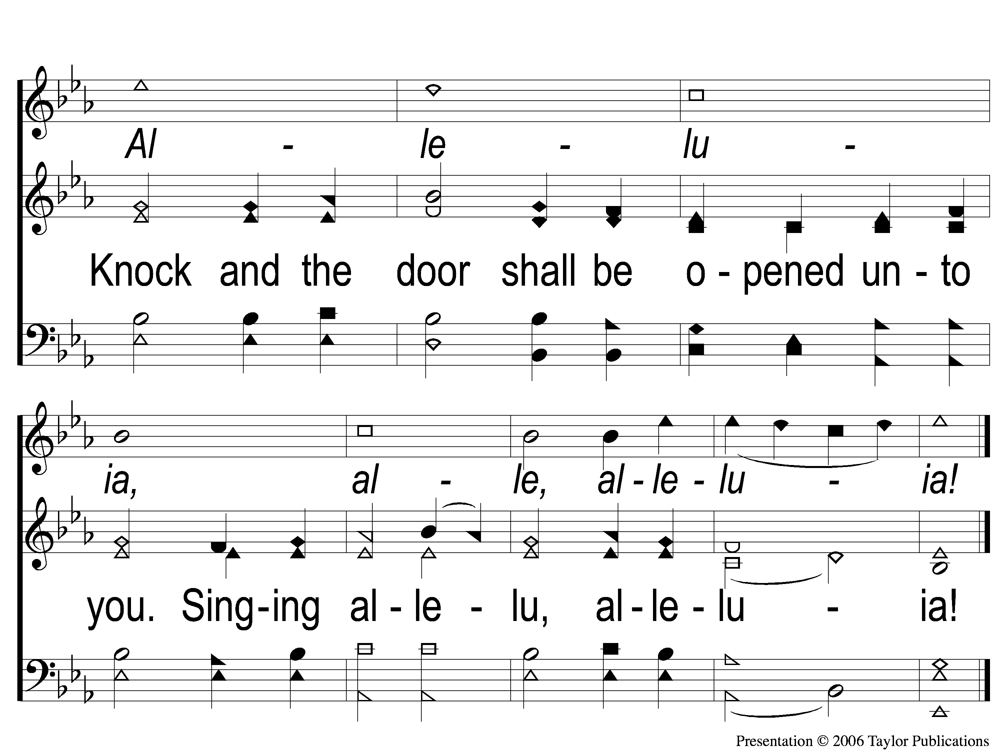 Al - le - lu -
Knock and the door shall be o - pened un - to
ia, al - le, al - le - lu - ia!
you. Sing - ing al - le - lu, al - le - lu - ia!
Presentation © 2006 Taylor Publications